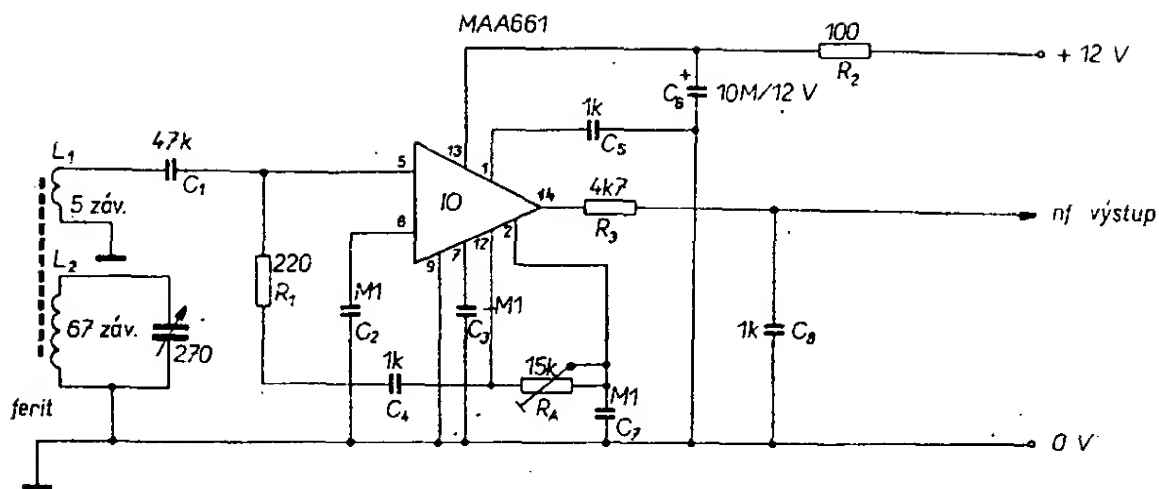 MAA661
100
R2
+ 12 V
+
C6
10M/12 V
1k
C5
47k
L1
C1
5 záv.
5
13
1
IO
14
4k7
R3
nf výstup
6
9
7
12
2
L2
67 záv.
270
220
R1
M1
C2
M1
C3
1k
C4
15k
RA
M1
C7
1k
C8
ferit
0 V